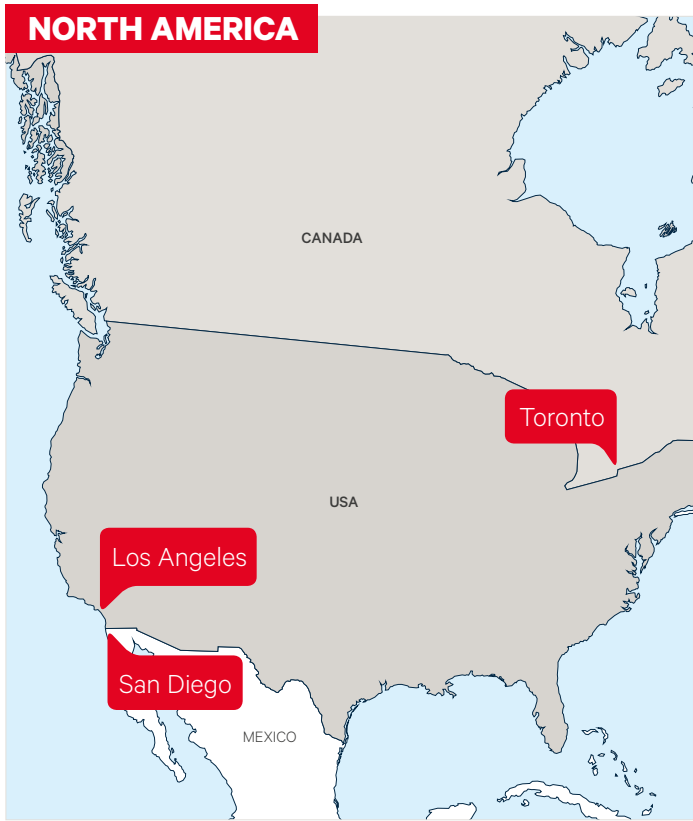 NORTH AMERICA
CANADA
Toronto
USA
Los Angeles
San Diego
MEXICO